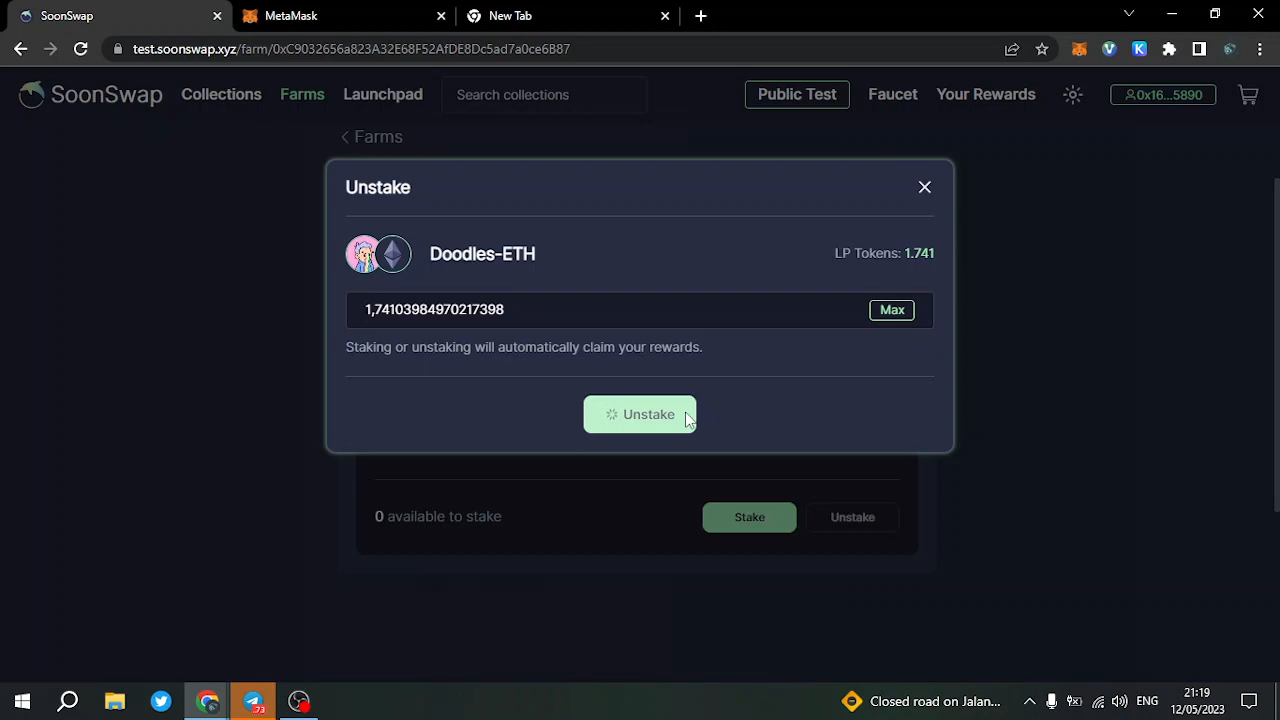 SoonSwap
MetaMask
New Tab
test.soonswap.xyz/farm/0xC9032656a823A32E68F52AfDE8Dc5ad7a0ce6B87
SoonSwap Collections Farms Launchpad Search collections Public Test Faucet Your Rewards 0x16...5890
Farms
Unstake
Doodles-ETH
LP Tokens: 1.741
1,74103984970217398
Max
Staking or unstaking will automatically claim your rewards.
Unstake
0 available to stake
Stake
Unstake
73
Closed road on Jalan...
ENG
21:19
12/05/2023